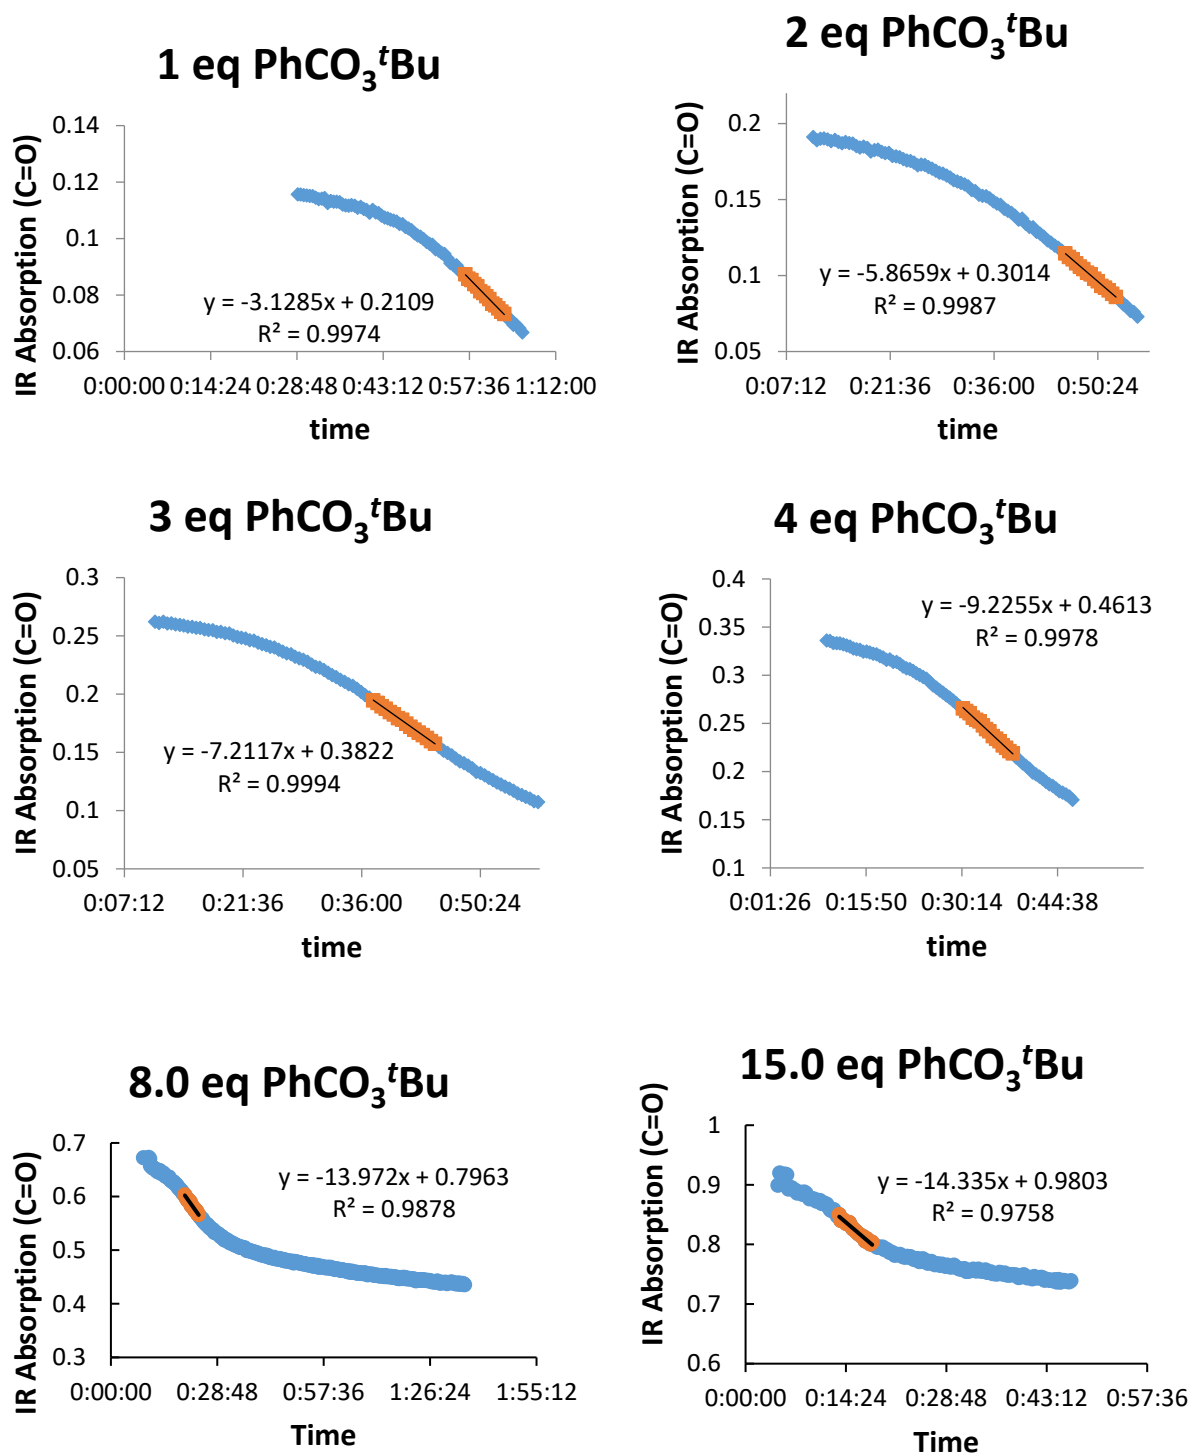 1 eq PhCO₃ᵗBu
IR Absorption (C=O)
0.14
0.12
0.1
0.08
0.06
y = -3.1285x + 0.2109
R² = 0.9974
0:00:00 0:14:24 0:28:48 0:43:12 0:57:36 1:12:00
time
2 eq PhCO₃ᵗBu
IR Absorption (C=O)
0.2
0.15
0.1
0.05
y = -5.8659x + 0.3014
R² = 0.9987
0:07:12 0:21:36 0:36:00 0:50:24
time
3 eq PhCO₃ᵗBu
IR Absorption (C=O)
0.3
0.25
0.2
0.15
0.1
0.05
y = -7.2117x + 0.3822
R² = 0.9994
0:07:12 0:21:36 0:36:00 0:50:24
time
4 eq PhCO₃ᵗBu
IR Absorption (C=O)
0.4
0.35
0.3
0.25
0.2
0.15
0.1
y = -9.2255x + 0.4613
R² = 0.9978
0:01:26 0:15:50 0:30:14 0:44:38
time
8.0 eq PhCO₃ᵗBu
IR Absorption (C=O)
0.7
0.6
0.5
0.4
0.3
y = -13.972x + 0.7963
R² = 0.9878
0:00:00 0:28:48 0:57:36 1:26:24 1:55:12
Time
15.0 eq PhCO₃ᵗBu
IR Absorption (C=O)
1
0.9
0.8
0.7
0.6
y = -14.335x + 0.9803
R² = 0.9758
0:00:00 0:14:24 0:28:48 0:43:12 0:57:36
Time